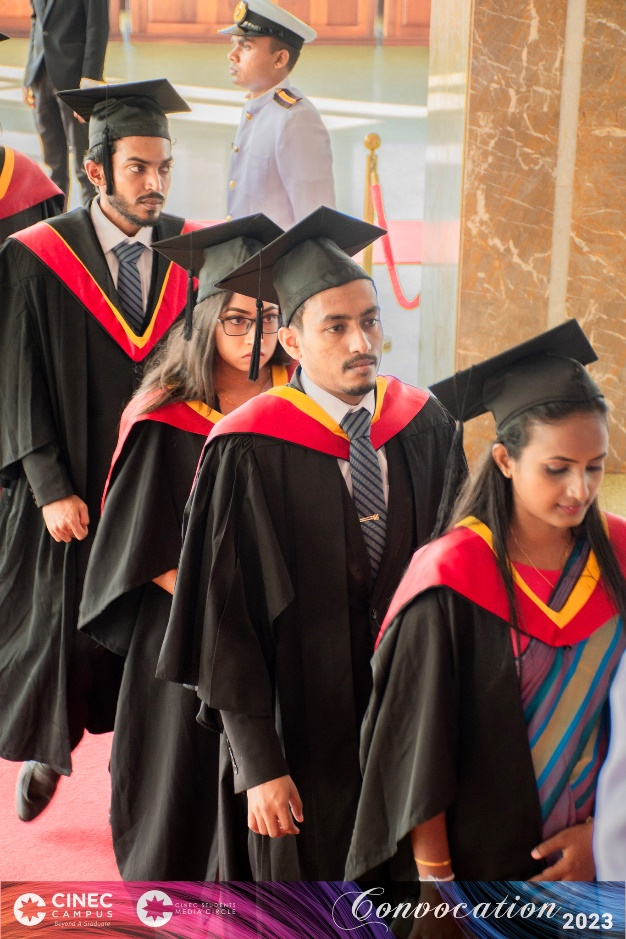 CINEC
CAMPUS
Beyond A Graduate
CINEC STUDENTS
MEDIA CIRCLE
Convocation 2023